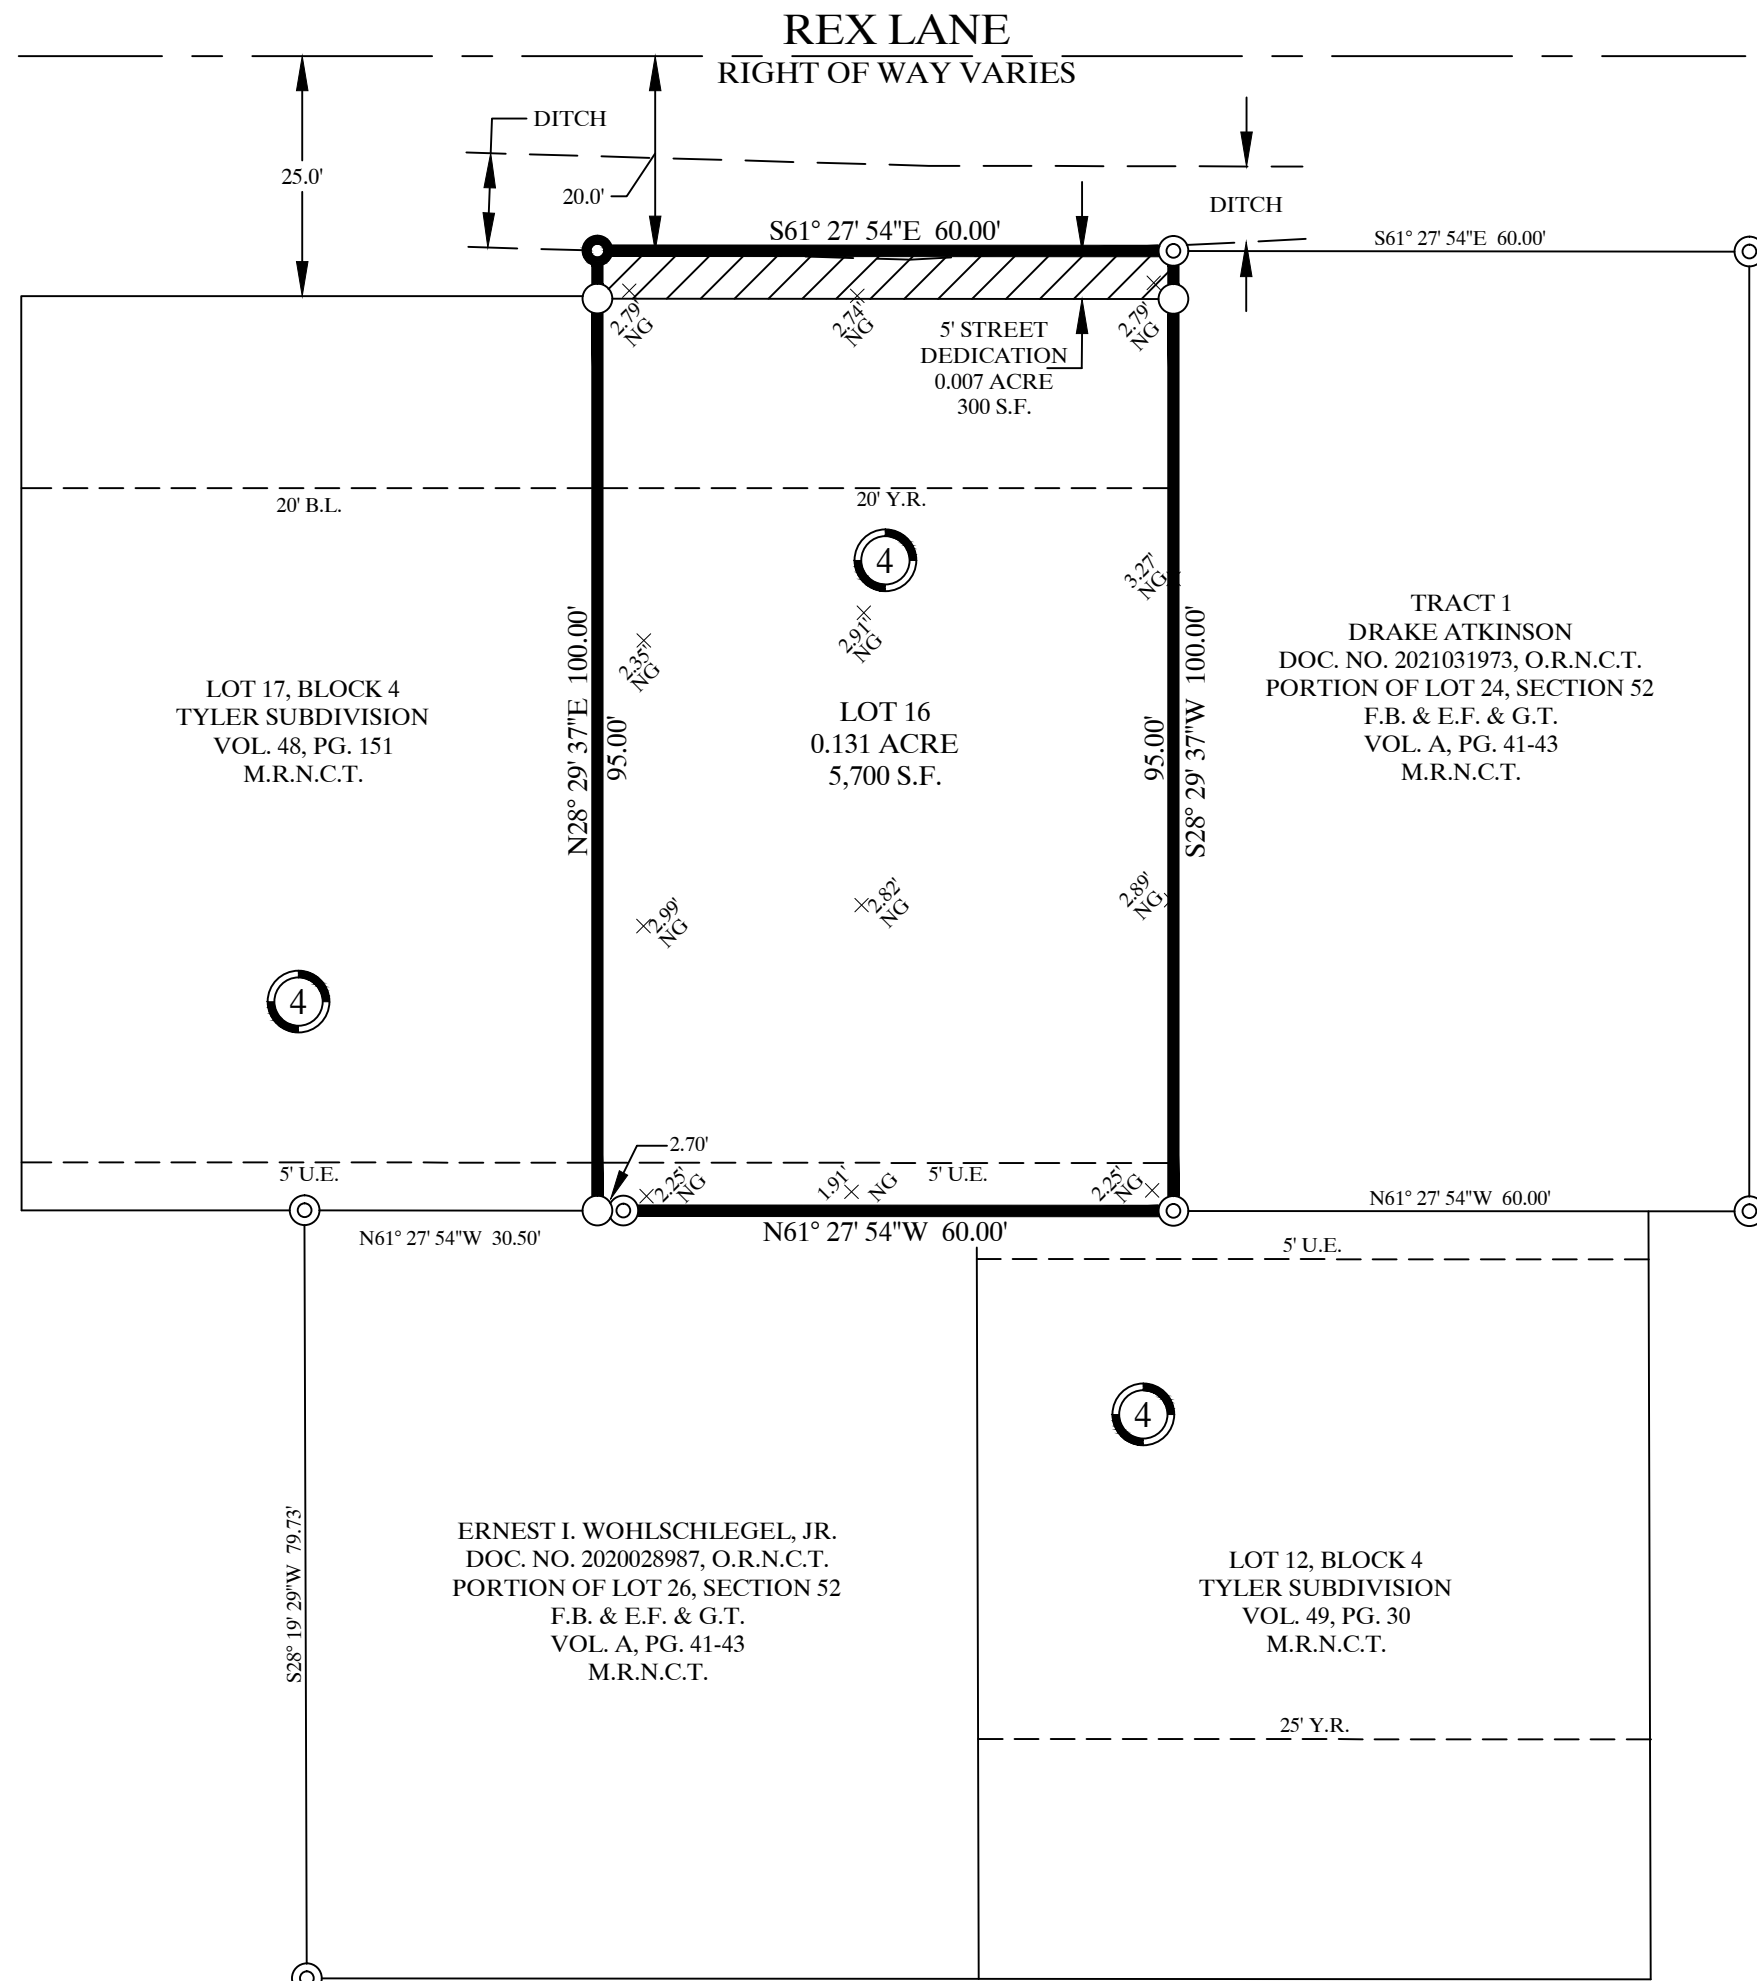 REX LANE
RIGHT OF WAY VARIES
DITCH
25.0'
20.0'
DITCH
S61° 27' 54"E 60.00'
S61° 27' 54"E 60.00'
2.79'
NG
2.74'
NG
2.79'
NG
5' STREET
DEDICATION
0.007 ACRE
300 S.F.
20' B.L.
20' Y.R.
4
3.27'
NG
2.35'
NG
2.91'
NG
N28° 29' 37"E 100.00'
95.00'
LOT 17, BLOCK 4
TYLER SUBDIVISION
VOL. 48, PG. 151
M.R.N.C.T.
LOT 16
0.131 ACRE
5,700 S.F.
95.00'
S28° 29' 37"W 100.00'
TRACT 1
DRAKE ATKINSON
DOC. NO. 2021031973, O.R.N.C.T.
PORTION OF LOT 24, SECTION 52
F.B. & E.F. & G.T.
VOL. A, PG. 41-43
M.R.N.C.T.
2.99'
NG
2.82'
NG
2.89'
NG
4
2.70'
5' U.E.
2.25'
NG
1.91'
NG
5' U.E.
2.25'
NG
N61° 27' 54"W 60.00'
N61° 27' 54"W 30.50'
N61° 27' 54"W 60.00'
5' U.E.
4
S28° 19' 29"W 79.73'
ERNEST I. WOHLSCHLEGEL, JR.
DOC. NO. 2020028987, O.R.N.C.T.
PORTION OF LOT 26, SECTION 52
F.B. & E.F. & G.T.
VOL. A, PG. 41-43
M.R.N.C.T.
LOT 12, BLOCK 4
TYLER SUBDIVISION
VOL. 49, PG. 30
M.R.N.C.T.
25' Y.R.